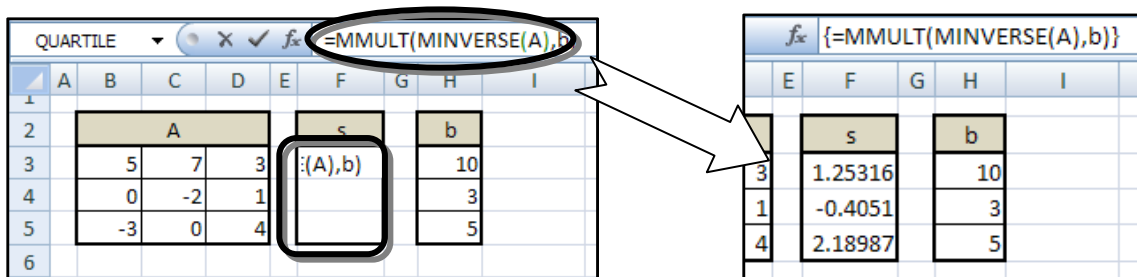 QUARTILE fx =MMULT(MINVERSE(A),b
A B C D E F G H I
1
2 A s b
3 5 7 3 E(A),b) 10
4 0 -2 1 3
5 -3 0 4 5
6
fx {=MMULT(MINVERSE(A),b)}
E F G H I
s b
3 1.25316 10
1 -0.4051 3
4 2.18987 5